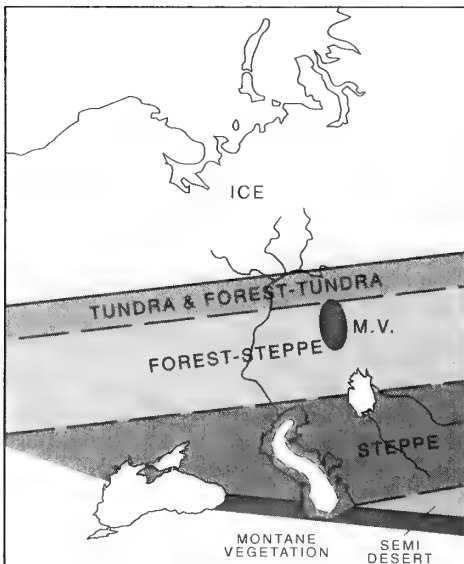 ICE
TUNDRA & FOREST-TUNDRA
M.V.
FOREST-STEPPE
STEPPE
MONTANE
VEGETATION
SEMI
DESERT